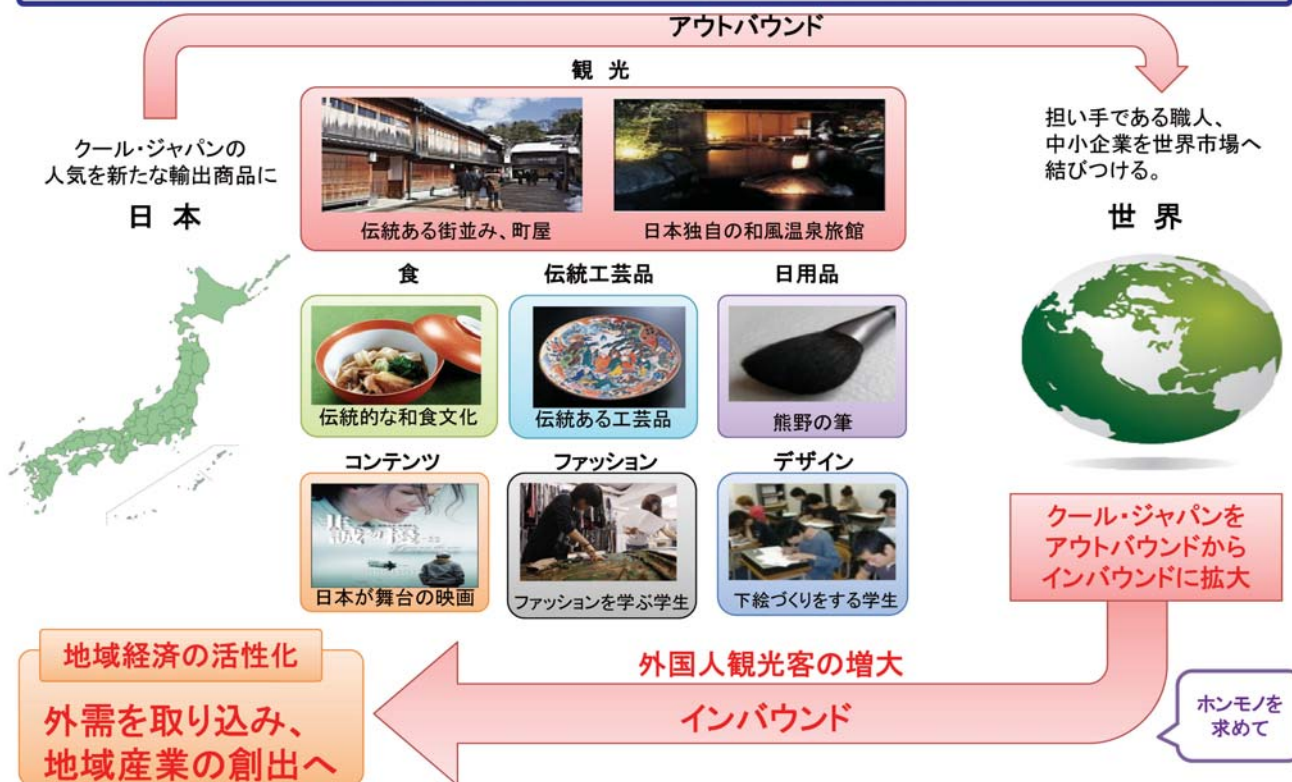 アウトバウンド
観 光
クール・ジャパンの
人気を新たな輸出商品に
日 本
伝統ある街並み、町屋
日本独自の和風温泉旅館
担い手である職人、
中小企業を世界市場へ
結びつける。
世 界
食
伝統工芸品
日用品
伝統的な和食文化
伝統ある工芸品
熊野の筆
コンテンツ
ファッション
デザイン
日本が舞台の映画
ファッションを学ぶ学生
下絵づくりをする学生
クール・ジャパンを
アウトバウンドから
インバウンドに拡大
地域経済の活性化
外需を取り込み、
地域産業の創出へ
外国人観光客の増大
インバウンド
ホンモノを
求めて